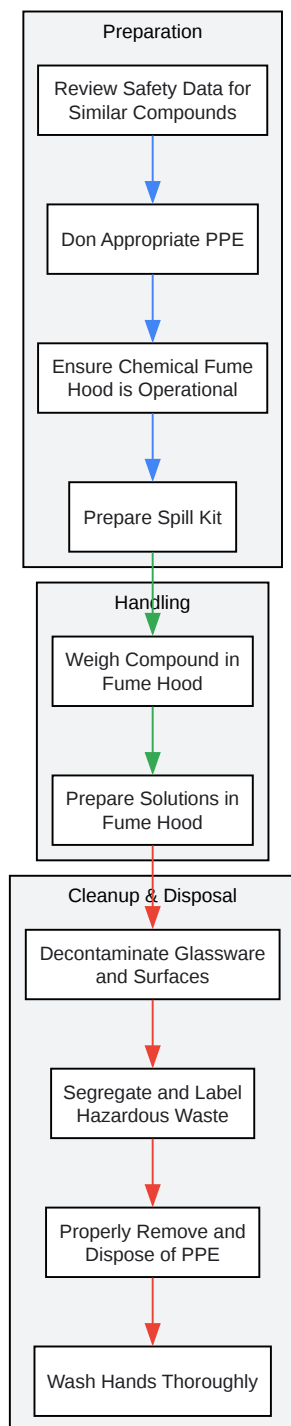 Preparation
Review Safety Data for
Similar Compounds
Don Appropriate PPE
Ensure Chemical Fume
Hood is Operational
Prepare Spill Kit
Handling
Weigh Compound in
Fume Hood
Prepare Solutions in
Fume Hood
Cleanup & Disposal
Decontaminate Glassware
and Surfaces
Segregate and Label
Hazardous Waste
Properly Remove and
Dispose of PPE
Wash Hands Thoroughly